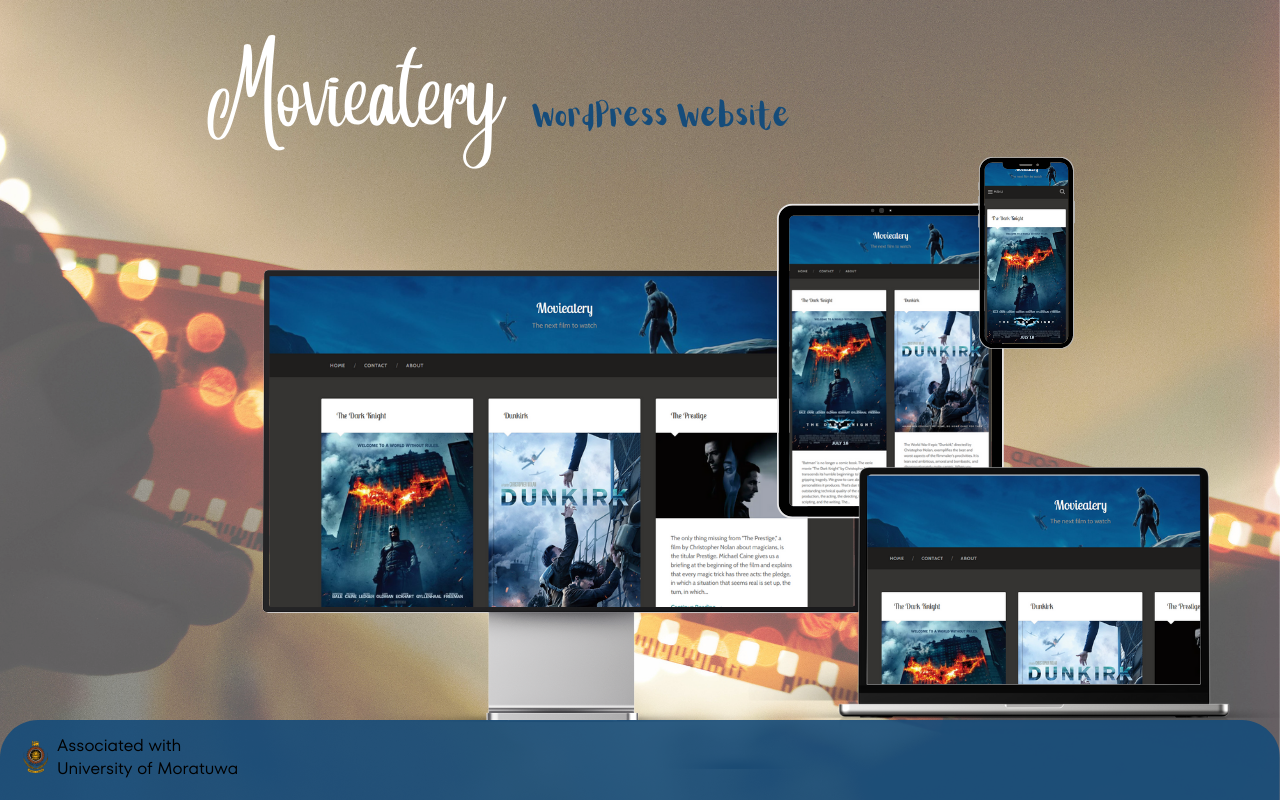 Movieatery
WordPress Website
Movieatery
The next film to watch
HOME / CONTACT / ABOUT
The Dark Knight
WELCOME TO A WORLD WITHOUT RULES.
BALE CAINE LEDGER OLDMAN ECKHART GYLLENHAAL FREEMAN
Dunkirk
DUNKIRK
The Prestige
The only thing missing from "The Prestige," a
film by Christopher Nolan about magicians, is
the titular Prestige. Michael Caine gives us a
briefing at the beginning of the film and explains
that every magic trick has three acts: the pledge,
in which a situation that seems real is set up, the
turn, in which...
Continue Reading
Movieatery
The next film to watch
HOME / CONTACT / ABOUT
The Dark Knight
THE DARK KNIGHT
JULY 18
Dunkirk
DUNKIRK
Movieatery
MENU
The Dark Knight
THE DARK KNIGHT
JULY 18
Movieatery
The next film to watch
HOME / CONTACT / ABOUT
The Dark Knight
WELCOME TO A WORLD WITHOUT RULES.
Dunkirk
DUNKIRK
The Prestige
Associated with
University of Moratuwa